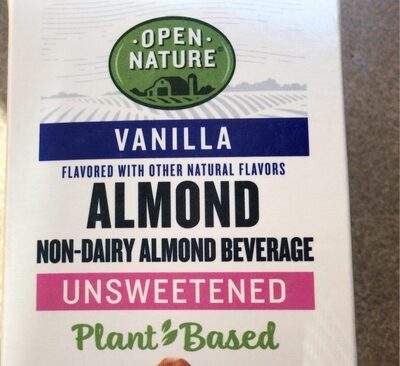 OPEN
NATURE®
VANILLA
FLAVORED WITH OTHER NATURAL FLAVORS
ALMOND
NON-DAIRY ALMOND BEVERAGE
UNSWEETENED
Plant Based